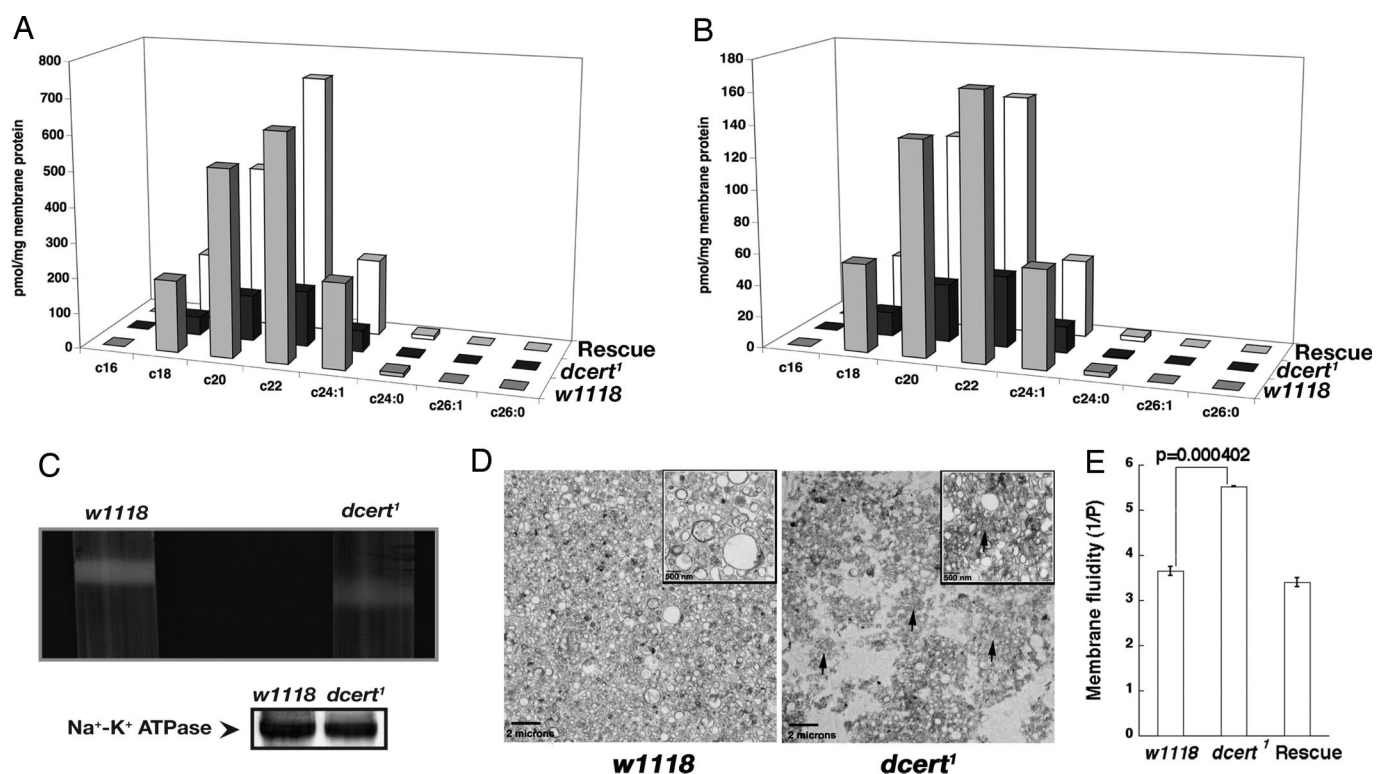 A
pmol/mg membrane protein
800
700
600
500
400
300
200
100
0
c16
c18
c20
c22
c24:1
c24:0
c26:1
c26:0
Rescue
dcert¹
w1118
B
pmol/mg membrane protein
180
160
140
120
100
80
60
40
20
0
c16
c18
c20
c22
c24:1
c24:0
c26:1
c26:0
Rescue
dcert¹
w1118
C
w1118 dcert¹
w1118 dcert¹
Na⁺-K⁺ ATPase
D
500 nm
2 microns
w1118
500 nm
2 microns
dcert¹
E
p=0.000402
Membrane fluidity (1/P)
6
5
4
3
2
1
0
w1118 dcert¹ Rescue